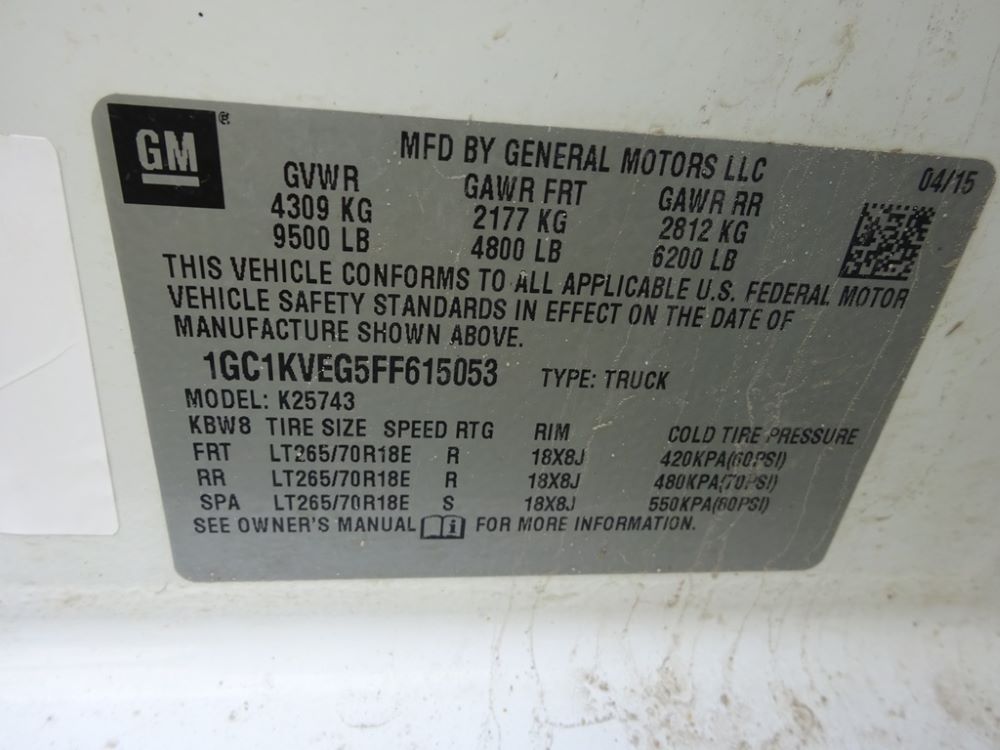 GM®
MFD BY GENERAL MOTORS LLC
04/15
GVWR GAWR FRT GAWR RR
4309 KG 2177 KG 2812 KG
9500 LB 4800 LB 6200 LB
THIS VEHICLE CONFORMS TO ALL APPLICABLE U.S. FEDERAL MOTOR
VEHICLE SAFETY STANDARDS IN EFFECT ON THE DATE OF
MANUFACTURE SHOWN ABOVE.
1GC1KVEG5FF615053 TYPE: TRUCK
MODEL: K25743
KBW8 TIRE SIZE SPEED RTG RIM COLD TIRE PRESSURE
FRT LT265/70R18E R 18X8J 420KPA(60PSI)
RR LT265/70R18E R 18X8J 480KPA(70PSI)
SPA LT265/70R18E S 18X8J 550KPA(80PSI)
SEE OWNER'S MANUAL FOR MORE INFORMATION.